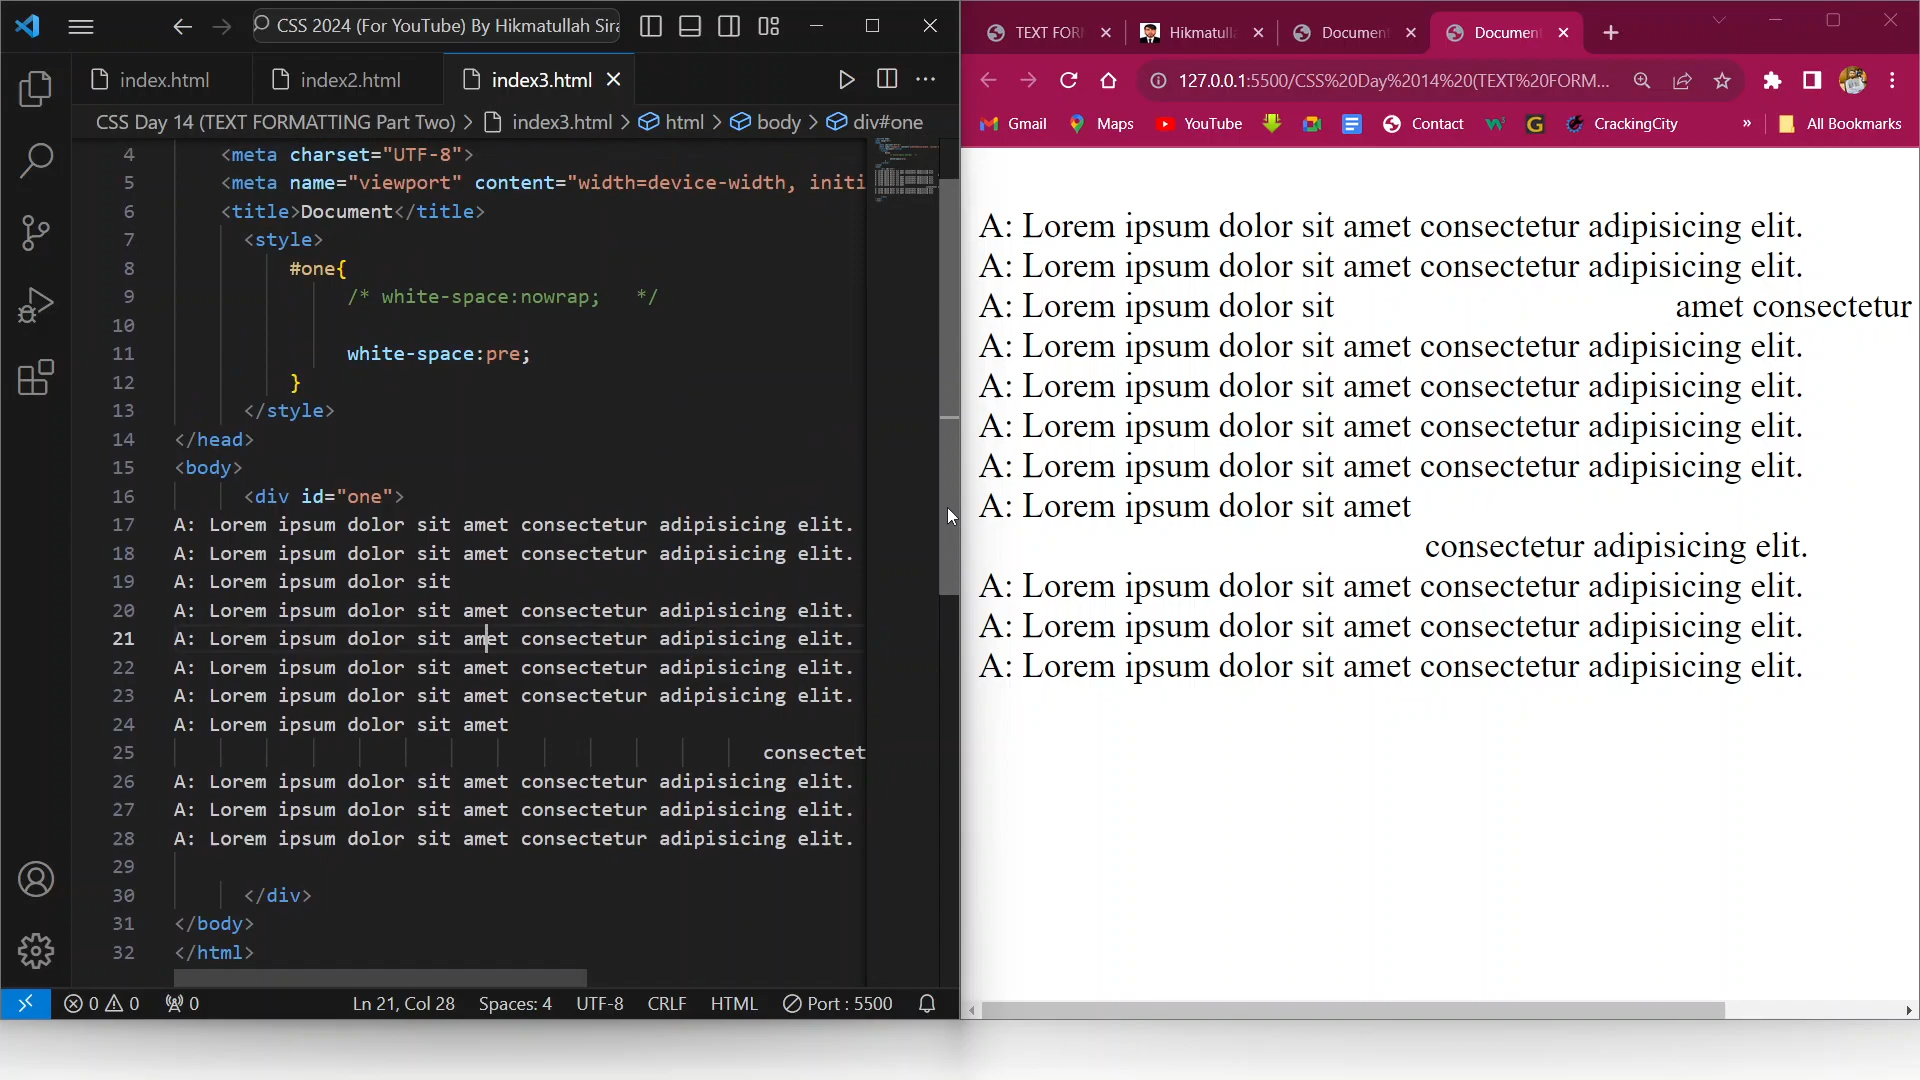 CSS 2024 (For YouTube) By Hikmatullah Sira
index.html
index2.html
index3.html
CSS Day 14 (TEXT FORMATTING Part Two) > index3.html > html > body > div#one
4 <meta charset="UTF-8">
5 <meta name="viewport" content="width=device-width, initi
6 <title>Document</title>
7 <style>
8 #one{
9 /* white-space:nowrap; */
10
11 white-space:pre;
12 }
13 </style>
14 </head>
15 <body>
16 <div id="one">
17 A: Lorem ipsum dolor sit amet consectetur adipisicing elit.
18 A: Lorem ipsum dolor sit amet consectetur adipisicing elit.
19 A: Lorem ipsum dolor sit
20 A: Lorem ipsum dolor sit amet consectetur adipisicing elit.
21 A: Lorem ipsum dolor sit amet consectetur adipisicing elit.
22 A: Lorem ipsum dolor sit amet consectetur adipisicing elit.
23 A: Lorem ipsum dolor sit amet consectetur adipisicing elit.
24 A: Lorem ipsum dolor sit amet
25 consectet
26 A: Lorem ipsum dolor sit amet consectetur adipisicing elit.
27 A: Lorem ipsum dolor sit amet consectetur adipisicing elit.
28 A: Lorem ipsum dolor sit amet consectetur adipisicing elit.
29
30 </div>
31 </body>
32 </html>
0 0 0 Ln 21, Col 28 Spaces: 4 UTF-8 CRLF HTML Port : 5500
TEXT FOR
Hikmatull
Document
Document
127.0.0.1:5500/CSS%20Day%2014%20(TEXT%20FORM...
Gmail Maps YouTube Contact G CrackingCity » All Bookmarks
A: Lorem ipsum dolor sit amet consectetur adipisicing elit.
A: Lorem ipsum dolor sit amet consectetur adipisicing elit.
A: Lorem ipsum dolor sit amet consectetur
A: Lorem ipsum dolor sit amet consectetur adipisicing elit.
A: Lorem ipsum dolor sit amet consectetur adipisicing elit.
A: Lorem ipsum dolor sit amet consectetur adipisicing elit.
A: Lorem ipsum dolor sit amet consectetur adipisicing elit.
A: Lorem ipsum dolor sit amet
consectetur adipisicing elit.
A: Lorem ipsum dolor sit amet consectetur adipisicing elit.
A: Lorem ipsum dolor sit amet consectetur adipisicing elit.
A: Lorem ipsum dolor sit amet consectetur adipisicing elit.